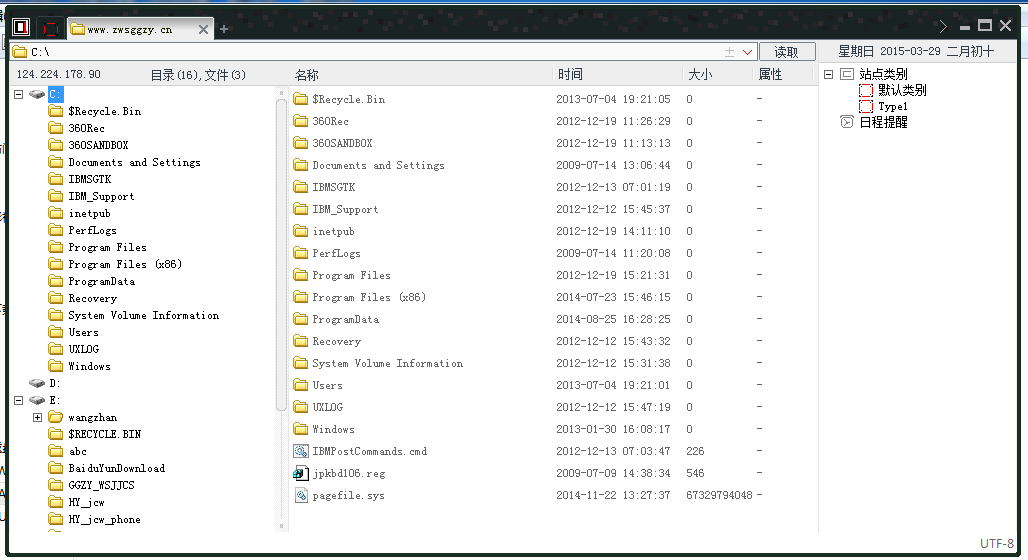 www.zwsggzy.cn
C:\
读取
星期日 2015-03-29 二月初十
124.224.178.90 目录(16),文件(3)
名称 时间 大小 属性
C:
$Recycle.Bin
360Rec
360SANDBOX
Documents and Settings
IBMSGTK
IBM_Support
inetpub
PerfLogs
Program Files
Program Files (x86)
ProgramData
Recovery
System Volume Information
Users
UXLOG
Windows
D:
E:
wangzhan
$RECYCLE.BIN
abc
BaiduYunDownload
GGZY_WSJJCS
HY_jcw
HY_jcw_phone
$Recycle.Bin 2013-07-04 19:21:05 0 -
360Rec 2012-12-19 11:26:29 0 -
360SANDBOX 2012-12-19 11:13:13 0 -
Documents and Settings 2009-07-14 13:06:44 0 -
IBMSGTK 2012-12-13 07:01:19 0 -
IBM_Support 2012-12-12 15:45:37 0 -
inetpub 2012-12-19 14:11:10 0 -
PerfLogs 2009-07-14 11:20:08 0 -
Program Files 2012-12-19 15:21:31 0 -
Program Files (x86) 2014-07-23 15:46:15 0 -
ProgramData 2014-08-25 16:28:25 0 -
Recovery 2012-12-12 15:43:32 0 -
System Volume Information 2012-12-12 15:31:38 0 -
Users 2013-07-04 19:21:01 0 -
UXLOG 2012-12-12 15:47:19 0 -
Windows 2013-01-30 16:08:17 0 -
IBMPostCommands.cmd 2012-12-13 07:03:47 226 -
jpkbd106.reg 2009-07-09 14:38:34 546 -
pagefile.sys 2014-11-22 13:27:37 67329794048 -
站点类别
默认类别
Type1
日程提醒
UTF-8